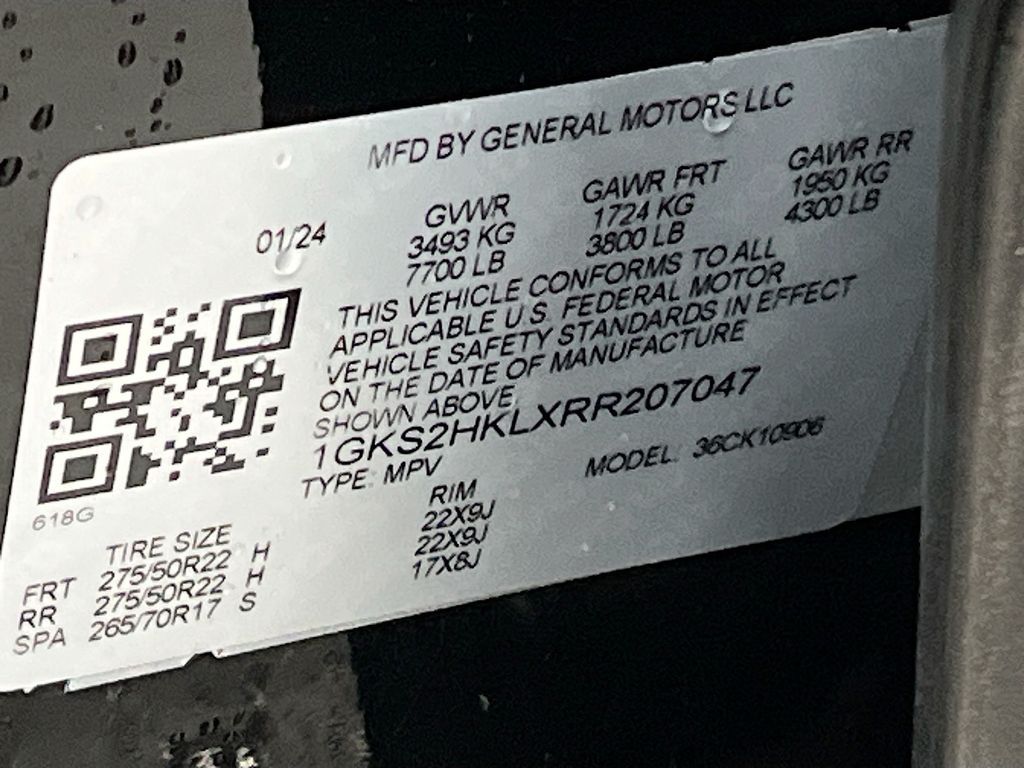 MFD BY GENERAL MOTORS LLC
01/24 GVWR GAWR FRT GAWR RR
3493 KG 1724 KG 1950 KG
7700 LB 3800 LB 4300 LB
THIS VEHICLE CONFORMS TO ALL
APPLICABLE U.S. FEDERAL MOTOR
VEHICLE SAFETY STANDARDS IN EFFECT
ON THE DATE OF MANUFACTURE
SHOWN ABOVE.
1GKS2HKLXRR207047
TYPE: MPV MODEL: 36CK10906
618G
TIRE SIZE RIM
FRT 275/50R22 H 22X9J
RR 275/50R22 H 22X9J
SPA 265/70R17 S 17X8J